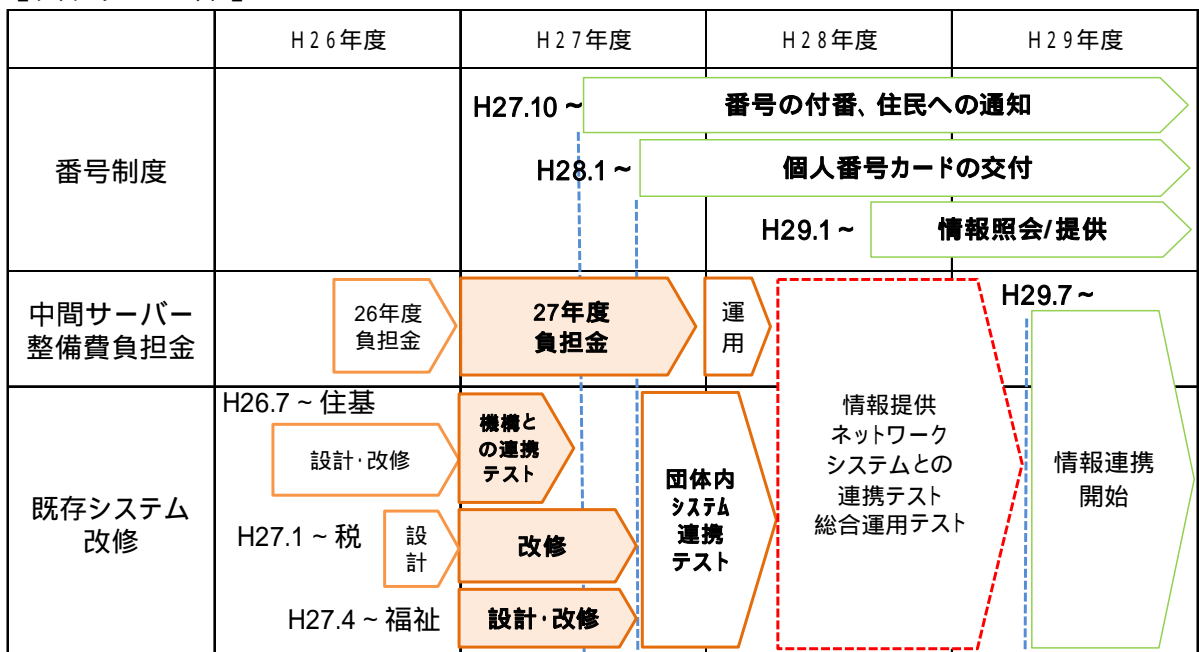 H26年度
H27年度
H28年度
H29年度
番号制度
H27.10～
番号の付番、住民への通知
H28.1～
個人番号カードの交付
H29.1～
情報照会/提供
中間サーバー
整備費負担金
26年度
負担金
27年度
負担金
運
用
H29.7～
既存システム
改修
H26.7～住基
設計・改修
機構と
の連携
テスト
H27.1～税
設
計
改修
H27.4～福祉
設計・改修
団体内
システム
連携
テスト
情報提供
ネットワーク
システムとの
連携テスト
総合運用テスト
情報連携
開始